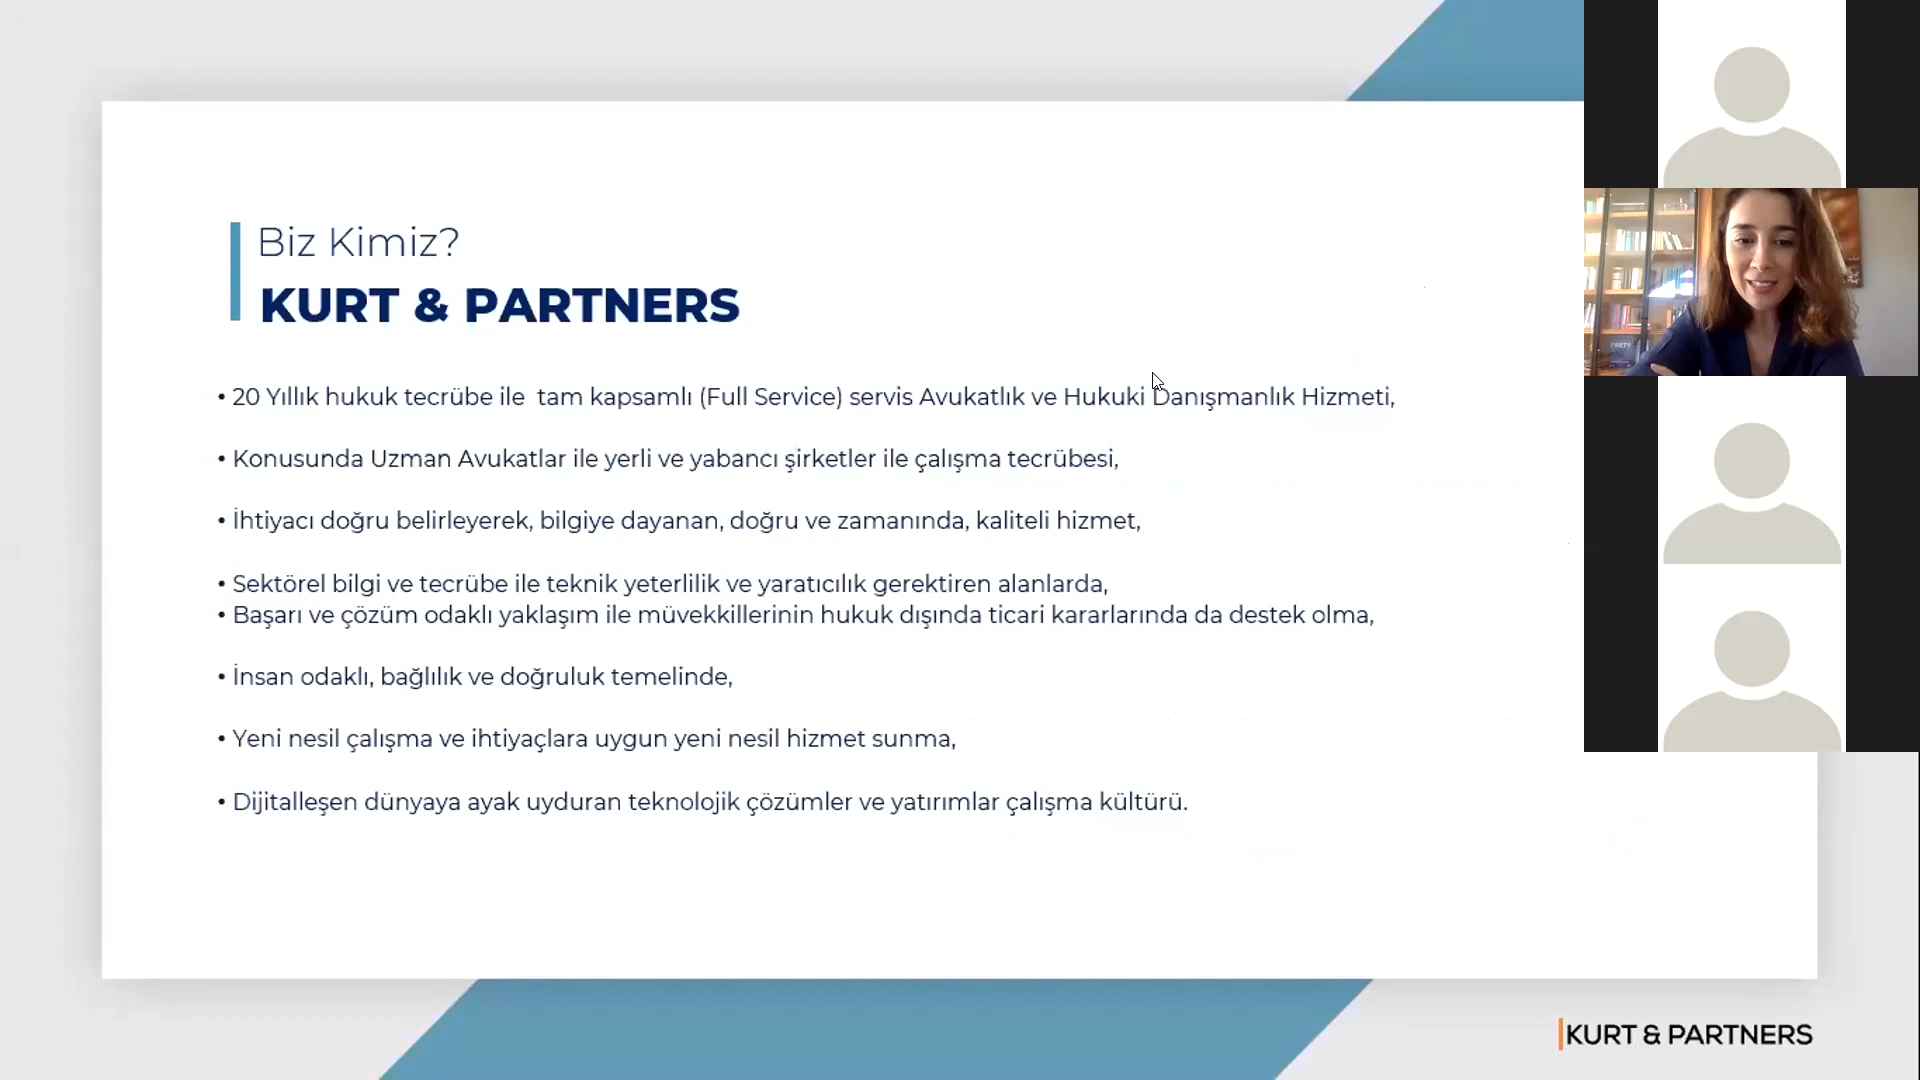 Biz Kimiz?
KURT & PARTNERS
• 20 Yıllık hukuk tecrübe ile  tam kapsamlı (Full Service) servis Avukatlık ve Hukuki Danışmanlık Hizmeti,
• Konusunda Uzman Avukatlar ile yerli ve yabancı şirketler ile çalışma tecrübesi,
• İhtiyacı doğru belirleyerek, bilgiye dayanan, doğru ve zamanında, kaliteli hizmet,
• Sektörel bilgi ve tecrübe ile teknik yeterlilik ve yaratıcılık gerektiren alanlarda,
• Başarı ve çözüm odaklı yaklaşım ile müvekkillerinin hukuk dışında ticari kararlarında da destek olma,
• İnsan odaklı, bağlılık ve doğruluk temelinde,
• Yeni nesil çalışma ve ihtiyaçlara uygun yeni nesil hizmet sunma,
• Dijitalleşen dünyaya ayak uyduran teknolojik çözümler ve yatırımlar çalışma kültürü.
KURT & PARTNERS